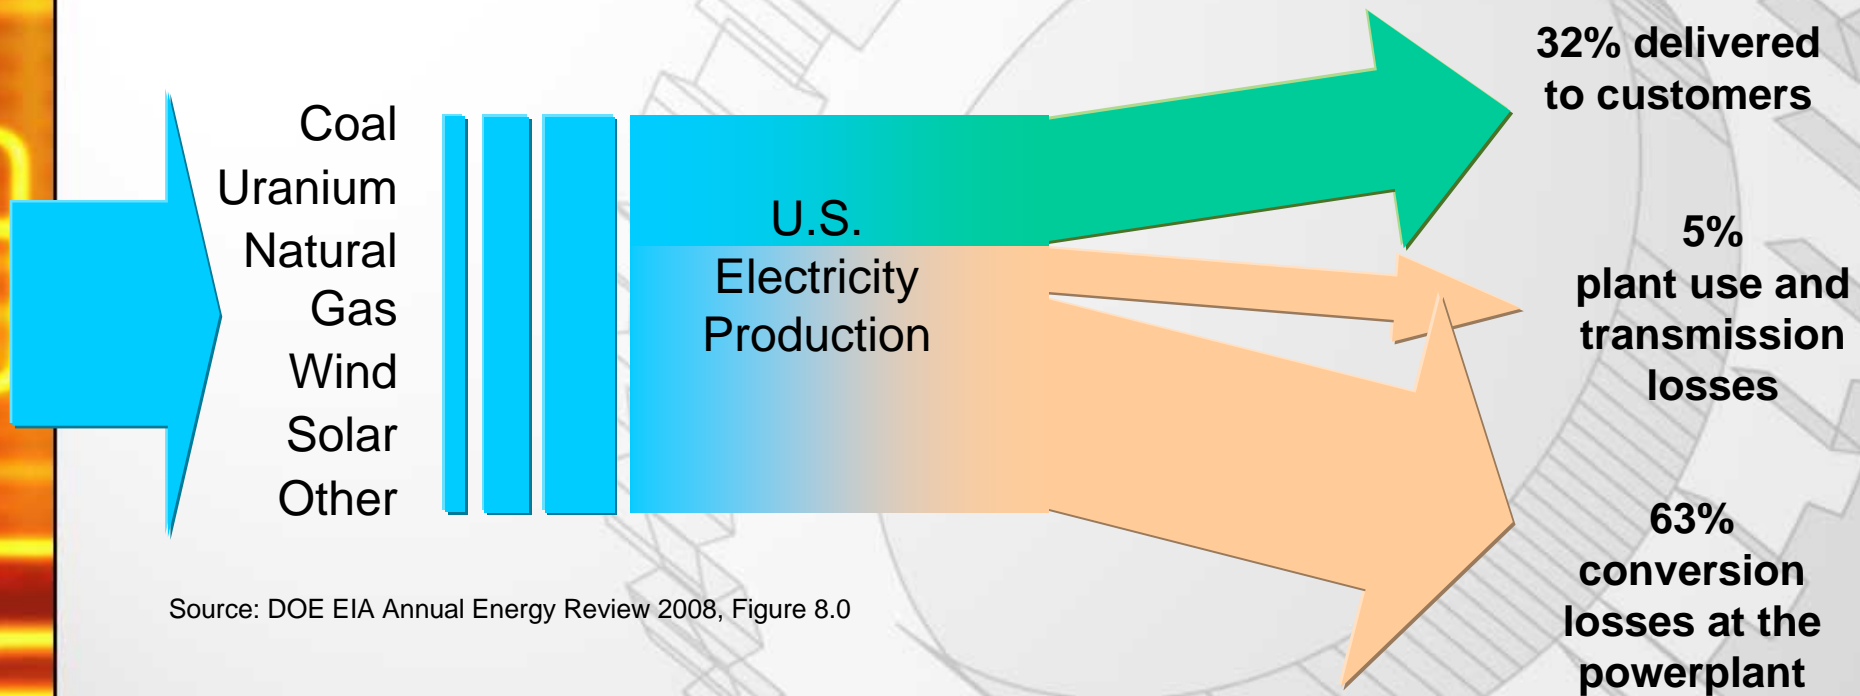 Coal
Uranium
Natural
Gas
Wind
Solar
Other
U.S.
Electricity
Production
32% delivered
to customers
5%
plant use and
transmission
losses
63%
conversion
losses at the
powerplant
Source: DOE EIA Annual Energy Review 2008, Figure 8.0